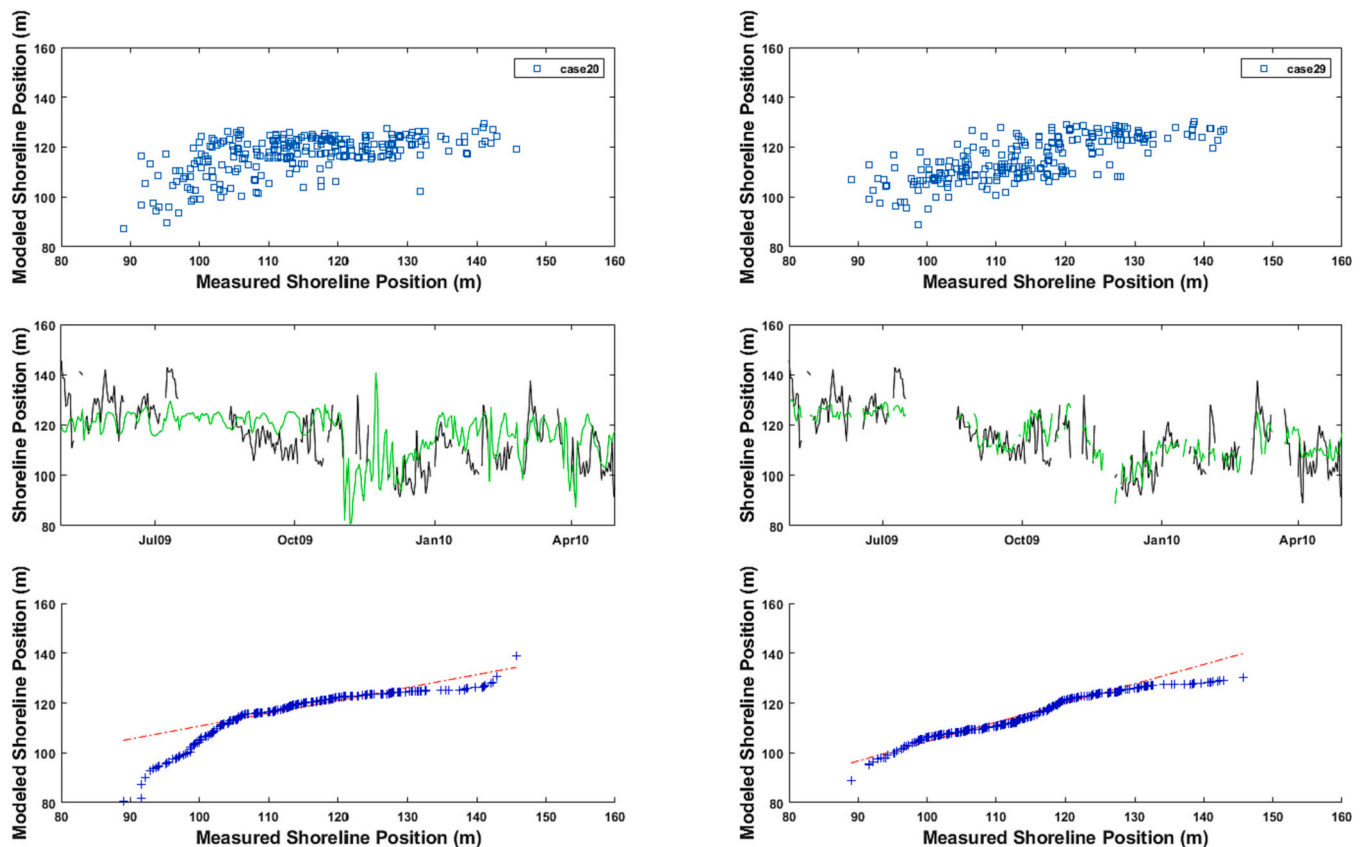 Modeled Shoreline Position (m)
160
140
120
100
80
case20
80 90 100 110 120 130 140 150 160
Measured Shoreline Position (m)
Modeled Shoreline Position (m)
160
140
120
100
80
case29
80 90 100 110 120 130 140 150 160
Measured Shoreline Position (m)
Shoreline Position (m)
160
140
120
100
80
Jul09 Oct09 Jan10 Apr10
Shoreline Position (m)
160
140
120
100
80
Jul09 Oct09 Jan10 Apr10
Modeled Shoreline Position (m)
160
140
120
100
80
80 90 100 110 120 130 140 150 160
Measured Shoreline Position (m)
Modeled Shoreline Position (m)
160
140
120
100
80
80 90 100 110 120 130 140 150 160
Measured Shoreline Position (m)